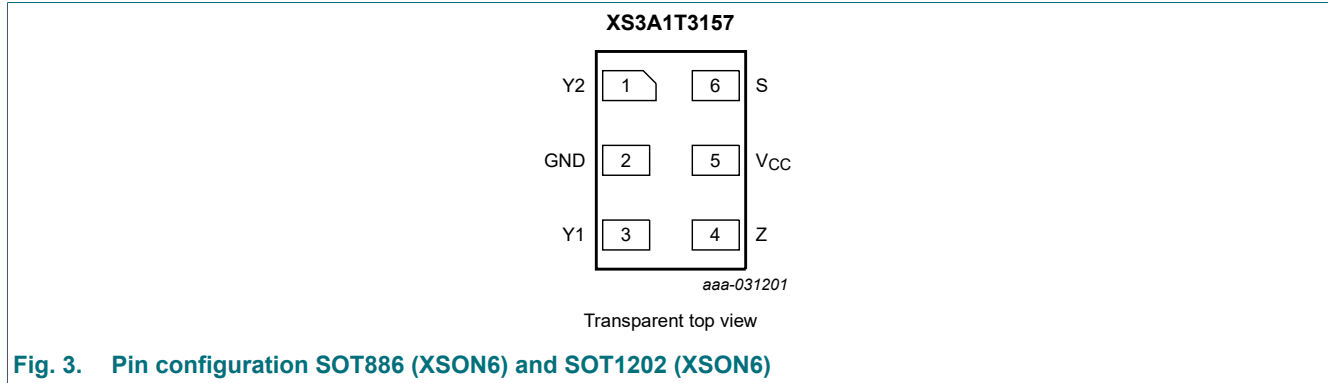 XS3A1T3157
Y2 1 6 S
GND 2 5 VCC
Y1 3 4 Z
aaa-031201
Transparent top view
Fig. 3. Pin configuration SOT886 (XSON6) and SOT1202 (XSON6)